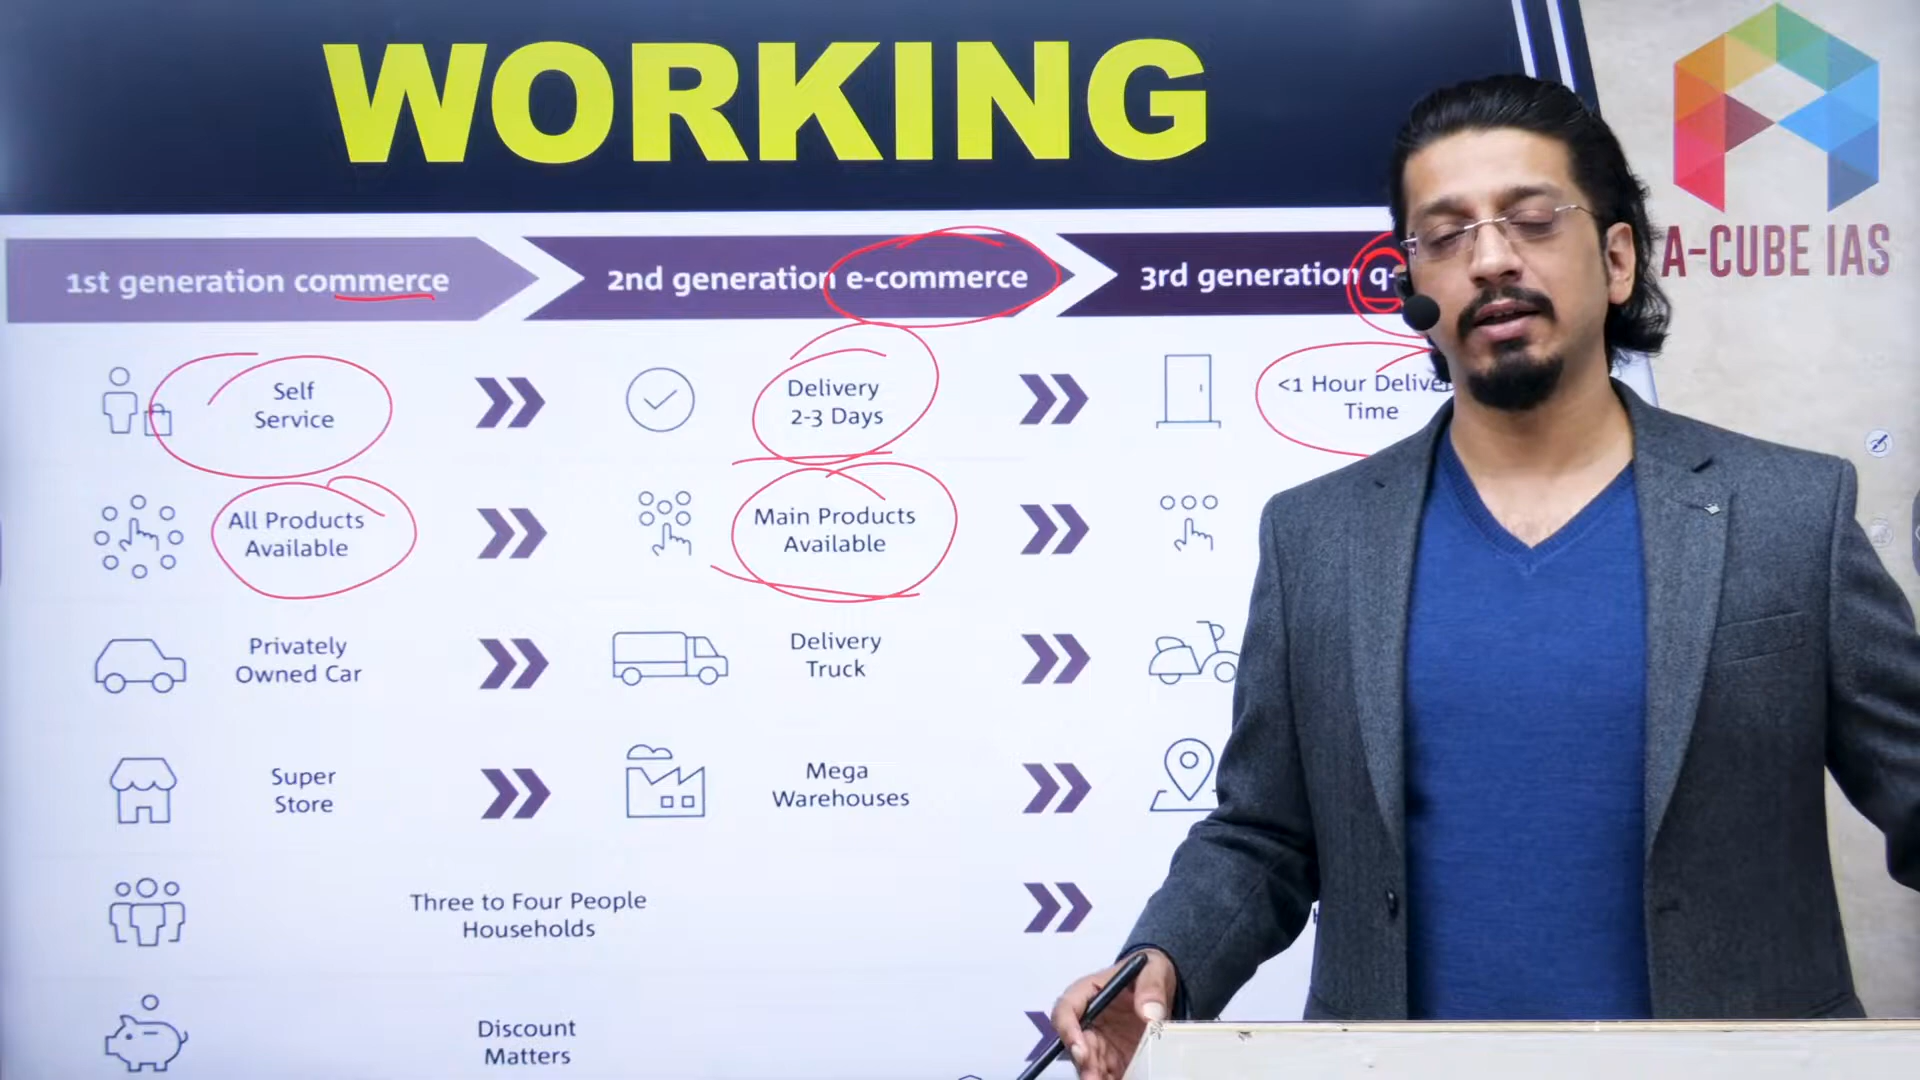 WORKING
A-CUBE IAS
1st generation commerce
2nd generation e-commerce
3rd generation q-
Self
Service
Delivery
2-3 Days
<1 Hour Deliver
Time
All Products
Available
Main Products
Available
Privately
Owned Car
Delivery
Truck
Super
Store
Mega
Warehouses
Three to Four People
Households
Discount
Matters